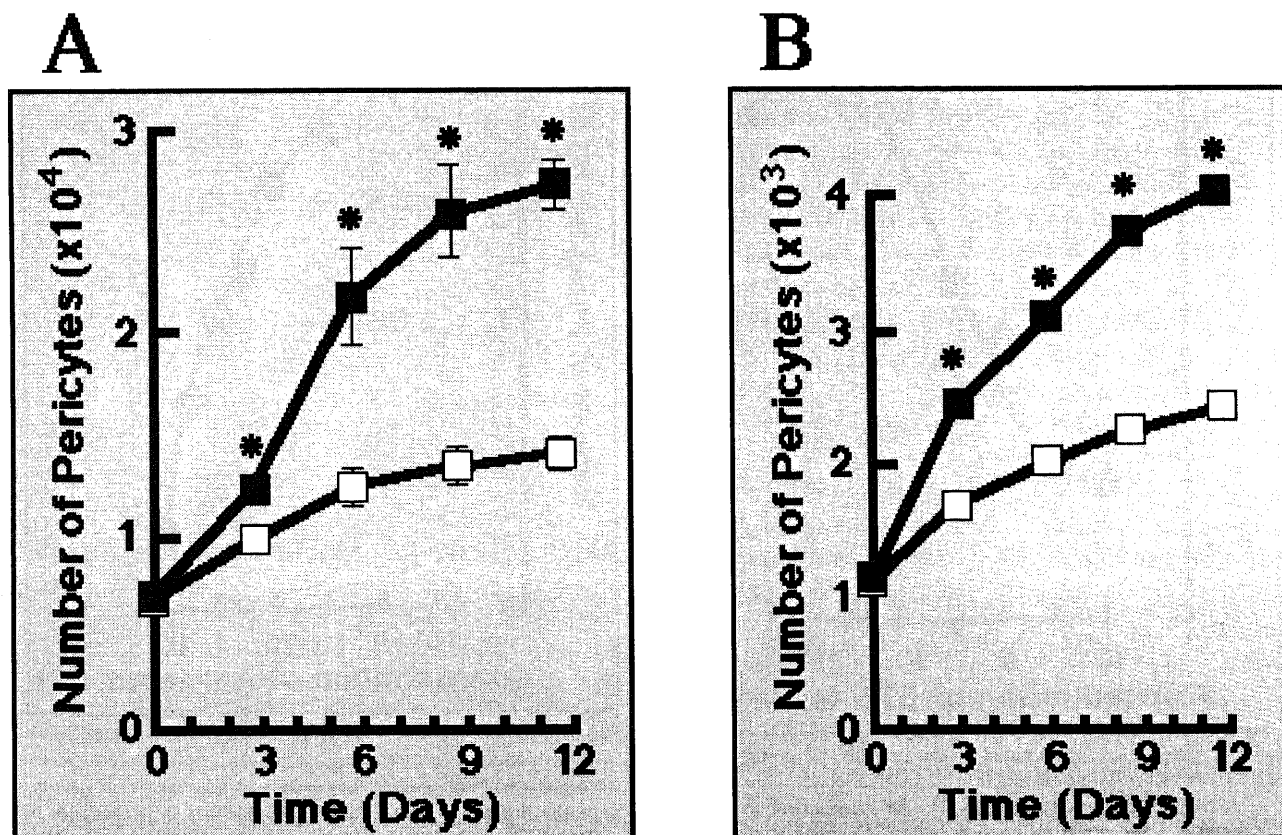 A
Number of Pericytes (x10⁴)
3
2
1
0
* * * *
0 3 6 9 12
Time (Days)
B
Number of Pericytes (x10³)
4
3
2
1
0
* * * *
0 3 6 9 12
Time (Days)